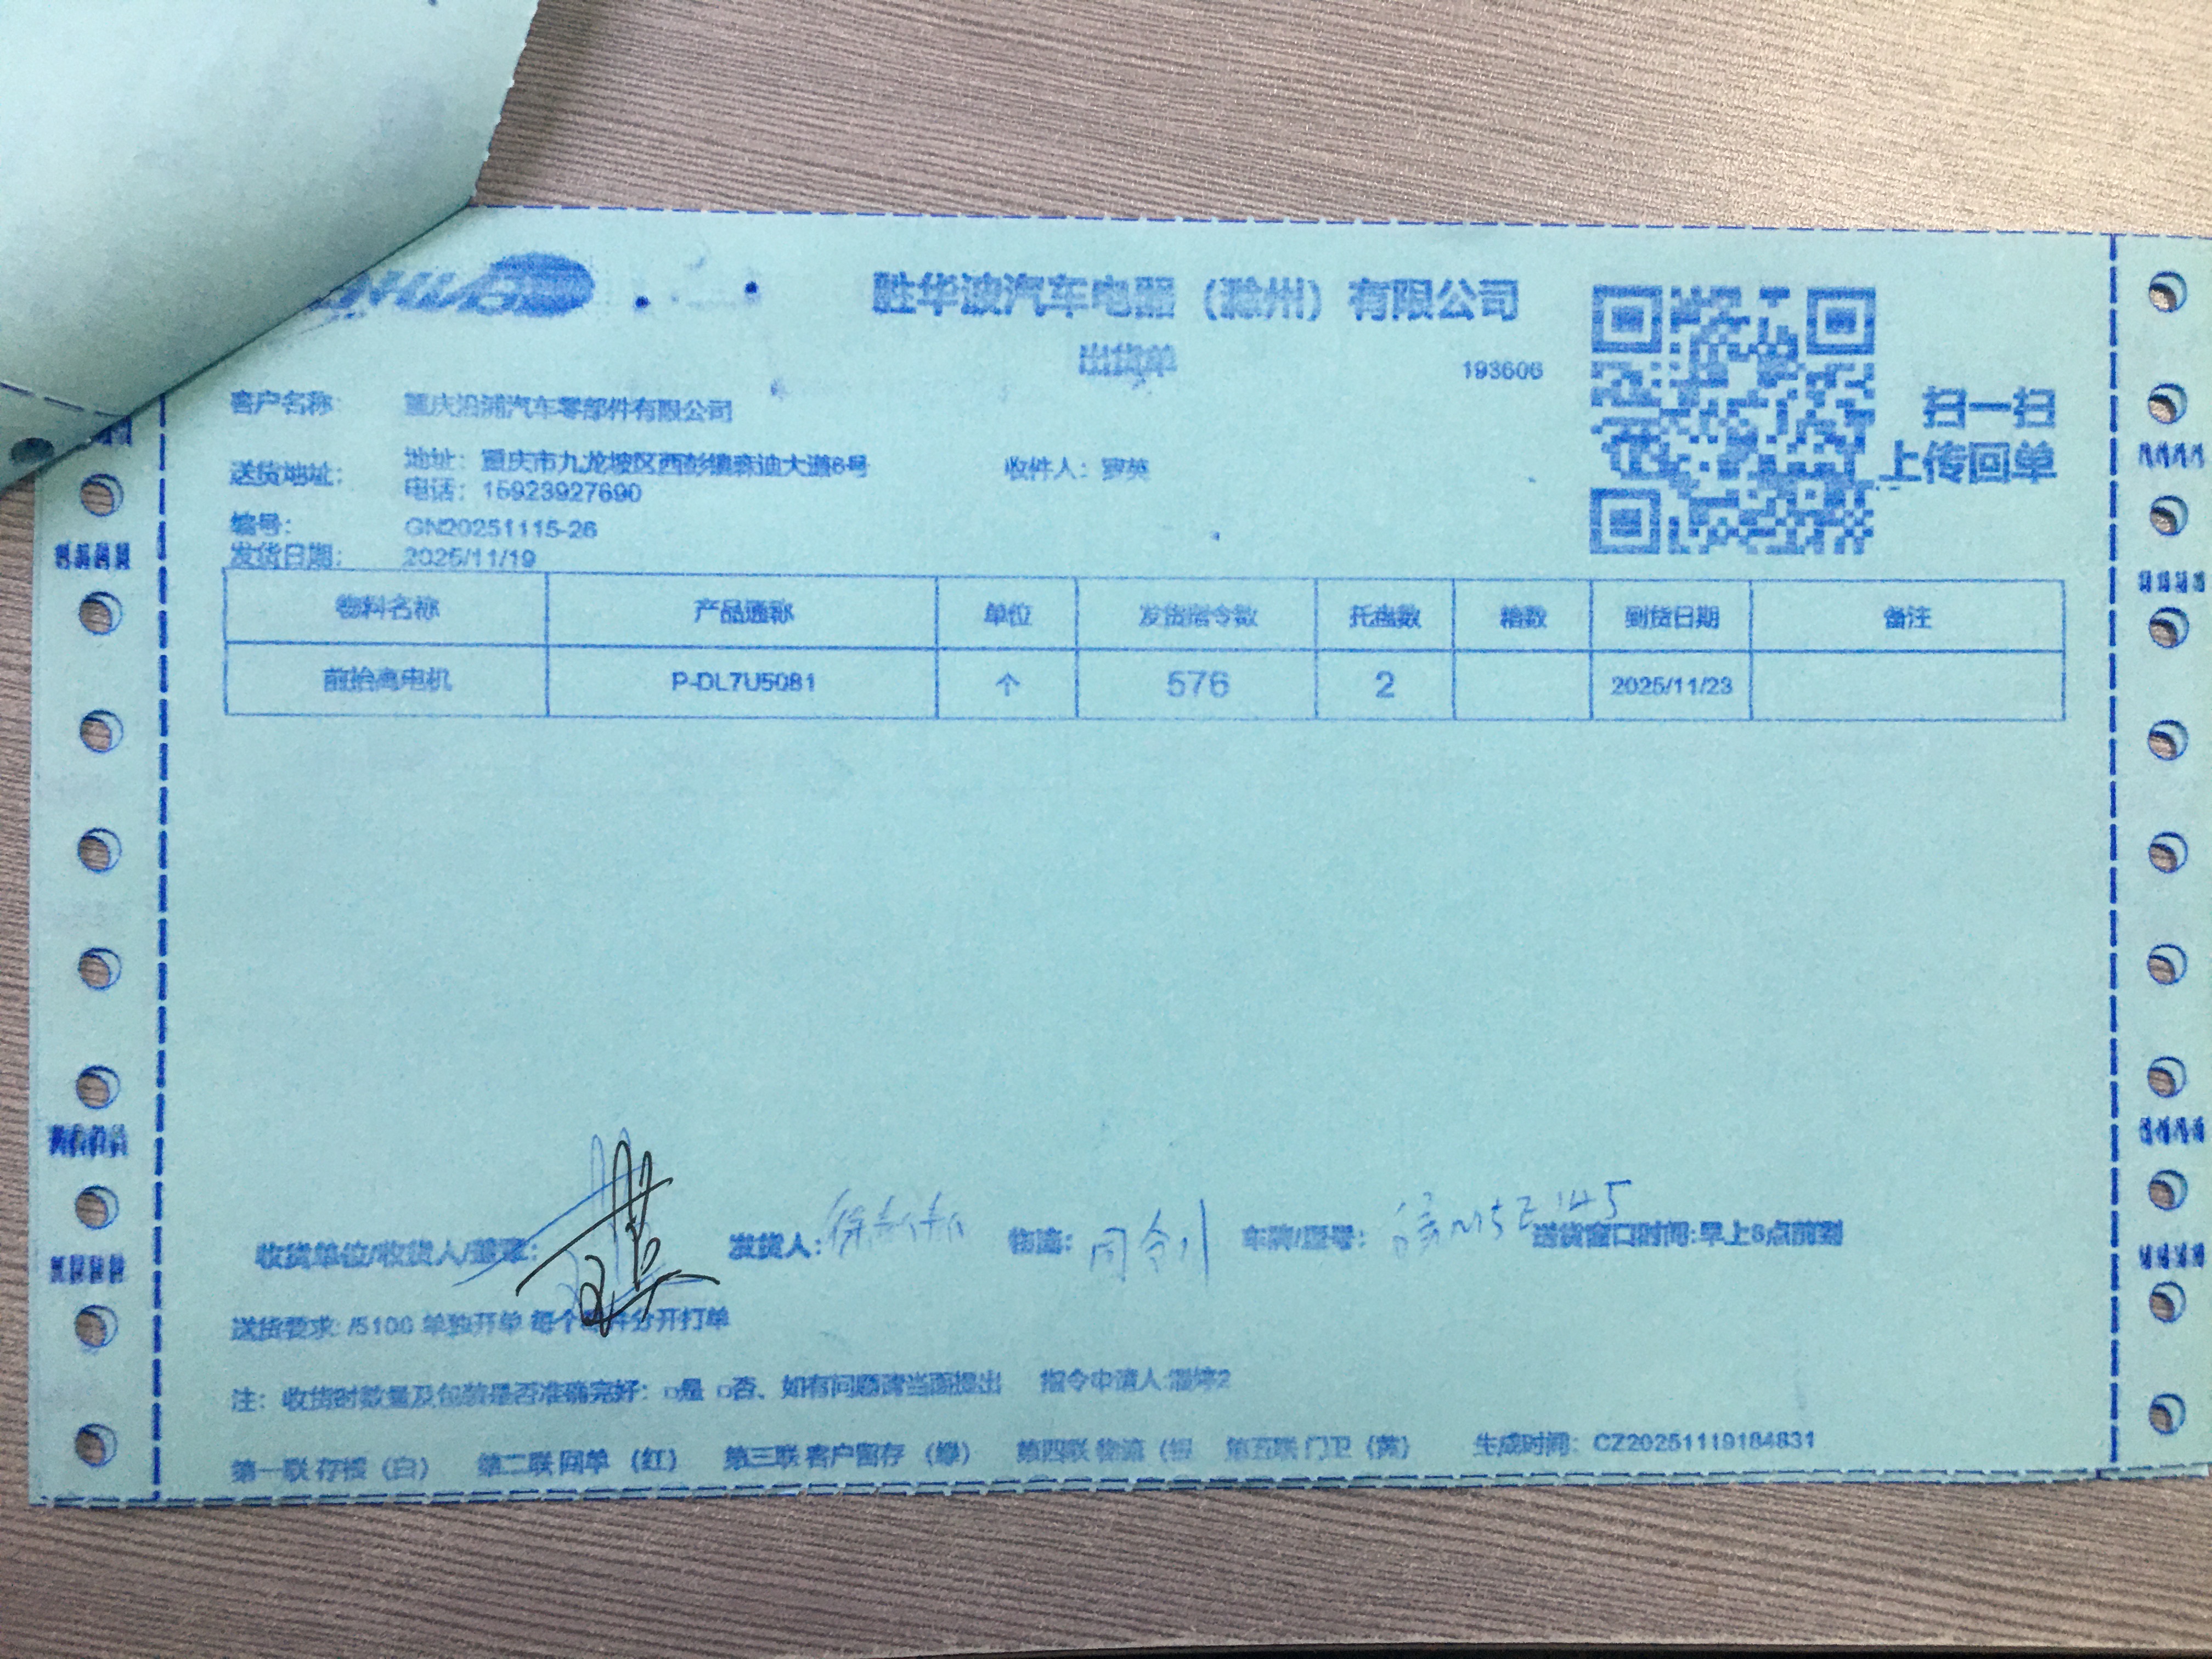 胜华波汽车电器（滁州）有限公司
出货单
193606
扫一扫
上传回单
客户名称: 重庆沿浦汽车零部件有限公司
送货地址: 地址: 重庆市九龙坡区西彭镇森迪大道6号 收件人: 罗英
电话: 15923927690
编号: GN20251115-26
发货日期: 2025/11/19
物料名称 产品通称 单位 发货指令数 托盘数 箱数 到货日期 备注
前抬高电机 P-DL7U5081 个 576 2 2025/11/23
收货单位/收货人/签章: 发货人: 物流: 车牌/型号: 送货窗口时间:早上8点前到
送货要求: /5100 单独开单 每个 分开打单
注: 收货时数量及包装是否准确完好: □是 □否、如有问题请当面提出 指令申请人:潘婷2
第一联 存根（白） 第二联 回单（红） 第三联 客户留存（绿） 第四联 物流 第五联 门卫（黄） 生成时间: CZ20251119184831